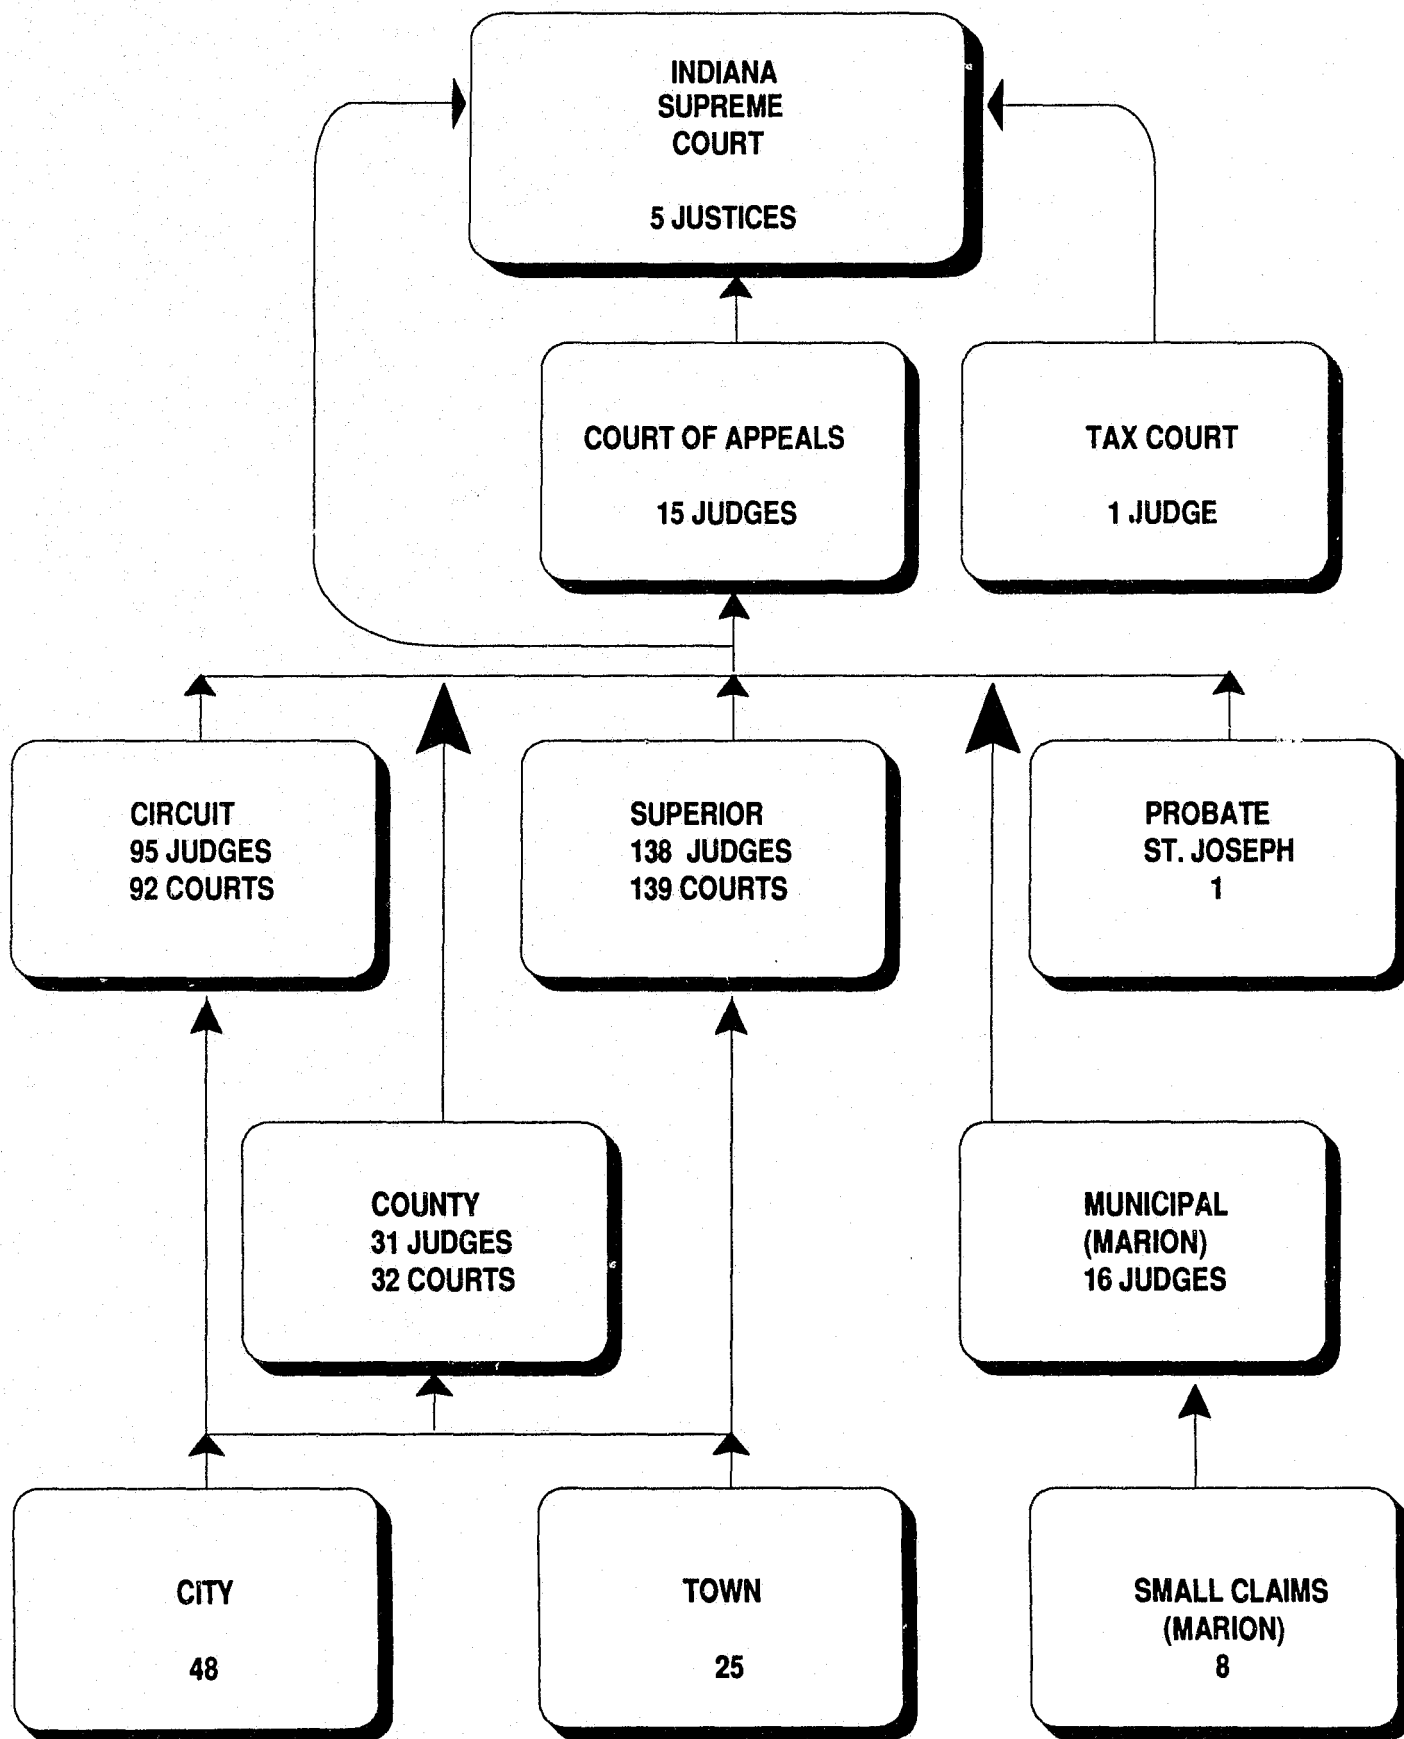 INDIANA
SUPREME
COURT
5 JUSTICES
COURT OF APPEALS
15 JUDGES
TAX COURT
1 JUDGE
CIRCUIT
95 JUDGES
92 COURTS
SUPERIOR
138 JUDGES
139 COURTS
PROBATE
ST. JOSEPH
1
COUNTY
31 JUDGES
32 COURTS
MUNICIPAL
(MARION)
16 JUDGES
CITY
48
TOWN
25
SMALL CLAIMS
(MARION)
8